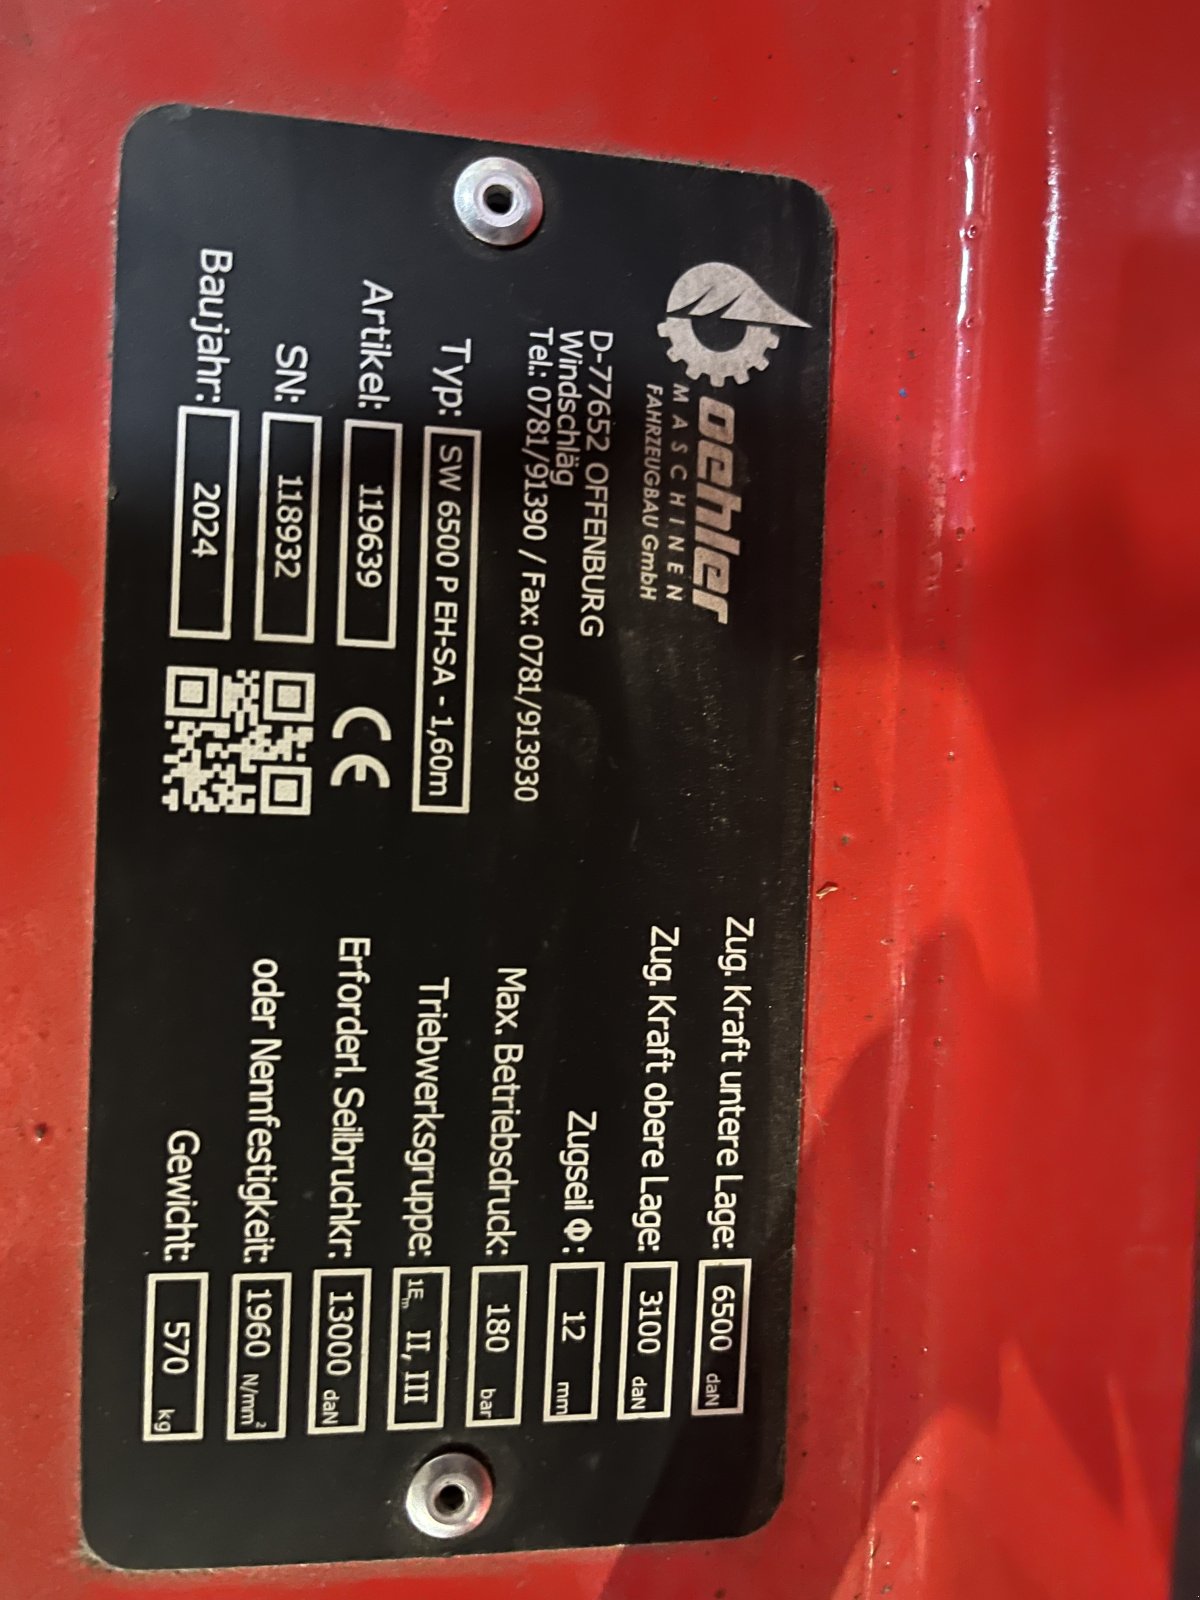 oehler
MASCHINEN
FAHRZEUGBAU GmbH
D-77652 OFFENBURG
Windschläg
Tel.: 0781/91390 / Fax: 0781/913930
Typ: SW 6500 P EH-SA - 1,60m
Artikel: 119639
SN: 118932
Baujahr: 2024
CE
Zug. Kraft untere Lage: 6500 daN
Zug. Kraft obere Lage: 3100 daN
Zugseil Φ: 12 mm
Max. Betriebsdruck: 180 bar
Triebwerksgruppe: 1Em II, III
Erforderl. Seilbruchkr: 13000 daN
oder Nennfestigkeit: 1960 N/mm²
Gewicht: 570 kg